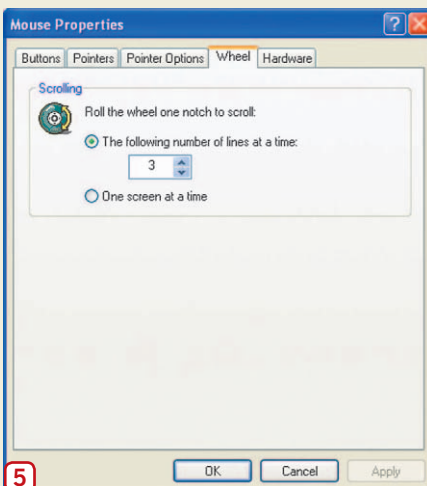 Mouse Properties
Buttons Pointers Pointer Options Wheel Hardware
Scrolling
Roll the wheel one notch to scroll:
The following number of lines at a time:
3
One screen at a time
OK Cancel Apply
5